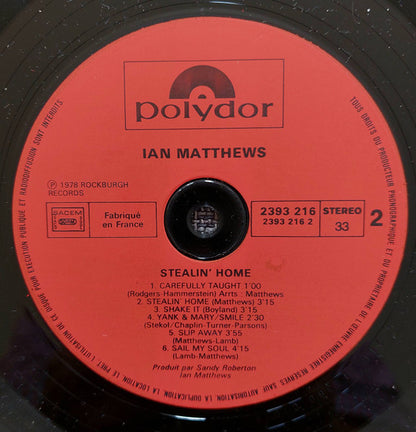 polydor
IAN MATTHEWS
℗ 1978 ROCKBURGH
RECORDS
SACEM
Fabriqué
en France
2393 216
2393 216 2
STEREO
33
2
STEALIN' HOME
1. CAREFULLY TAUGHT 1'00
(Rodgers-Hammerstein) Arrts : Matthews
2. STEALIN' HOME (Matthews) 3'15
3. SHAKE IT (Boyland) 3'15
4. YANK & MARY/SMILE 2'30
(Stekol/Chaplin-Turner-Parsons)
5. SLIP AWAY 3'55
(Matthews-Lamb)
6. SAIL MY SOUL 4'15
(Lamb-Matthews)
Produit par Sandy Roberton
Ian Matthews
TOUS DROITS DU PRODUCTEUR PHONOGRAPHIQUE ET DU PROPRIETAIRE DE L'ŒUVRE ENREGISTREE RESERVES SAUF AUTORISATION LA DUPLICATION, LA LOCATION, LE PRET, L'UTILISATION DE CE DISQUE POUR EXECUTION PUBLIQUE ET RADIODIFFUSION SONT INTERDITS